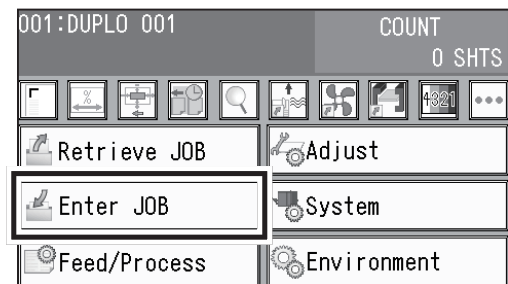 001:DUPLO 001
COUNT
0 SHTS
%
4321
Retrieve JOB
Adjust
Enter JOB
System
Feed/Process
Environment